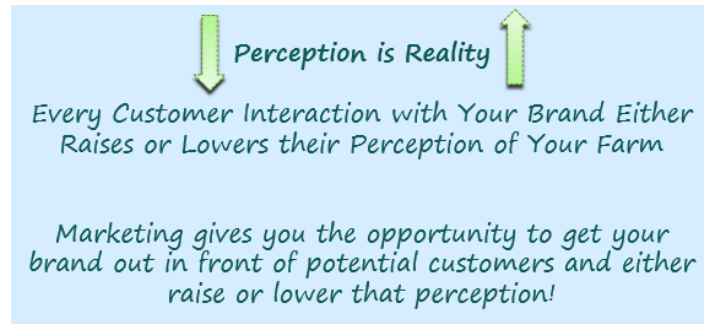 Perception is Reality
Every Customer Interaction with Your Brand Either
Raises or Lowers their Perception of Your Farm
Marketing gives you the opportunity to get your
brand out in front of potential customers and either
raise or lower that perception!